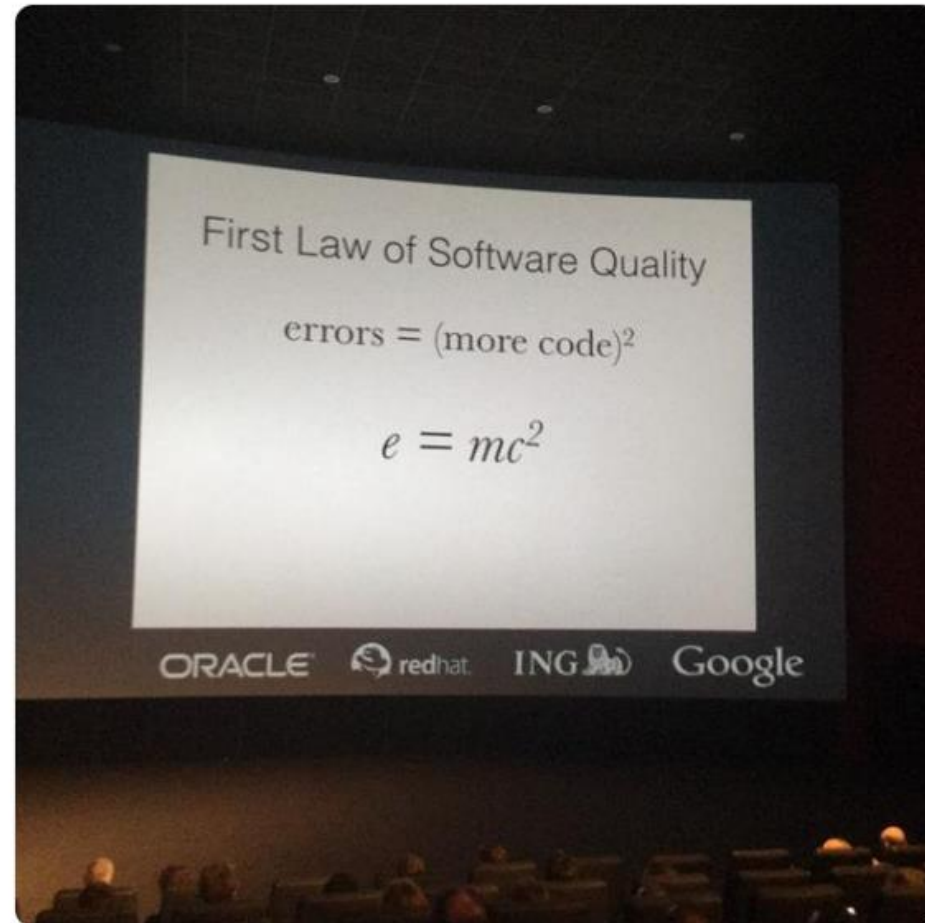 First Law of Software Quality
errors = (more code)²
e = mc²
ORACLE redhat. ING Google